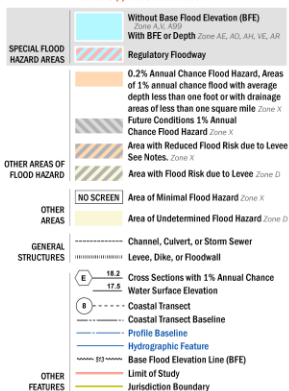 Without Base Flood Elevation (BFE)
Zone A,V, A99
With BFE or Depth Zone AE, AO, AH, VE, AR
SPECIAL FLOOD
HAZARD AREAS
Regulatory Floodway
0.2% Annual Chance Flood Hazard, Areas
of 1% annual chance flood with average
depth less than one foot or with drainage
areas of less than one square mile Zone X
Future Conditions 1% Annual
Chance Flood Hazard Zone X
Area with Reduced Flood Risk due to Levee
See Notes. Zone X
OTHER AREAS OF
FLOOD HAZARD
Area with Flood Risk due to Levee Zone D
NO SCREEN Area of Minimal Flood Hazard Zone X
OTHER
AREAS
Area of Undetermined Flood Hazard Zone D
GENERAL
STRUCTURES
Channel, Culvert, or Storm Sewer
Levee, Dike, or Floodwall
E 18.2 Cross Sections with 1% Annual Chance
17.5 Water Surface Elevation
8 Coastal Transect
Coastal Transect Baseline
Profile Baseline
Hydrographic Feature
513 Base Flood Elevation Line (BFE)
OTHER
FEATURES
Limit of Study
Jurisdiction Boundary